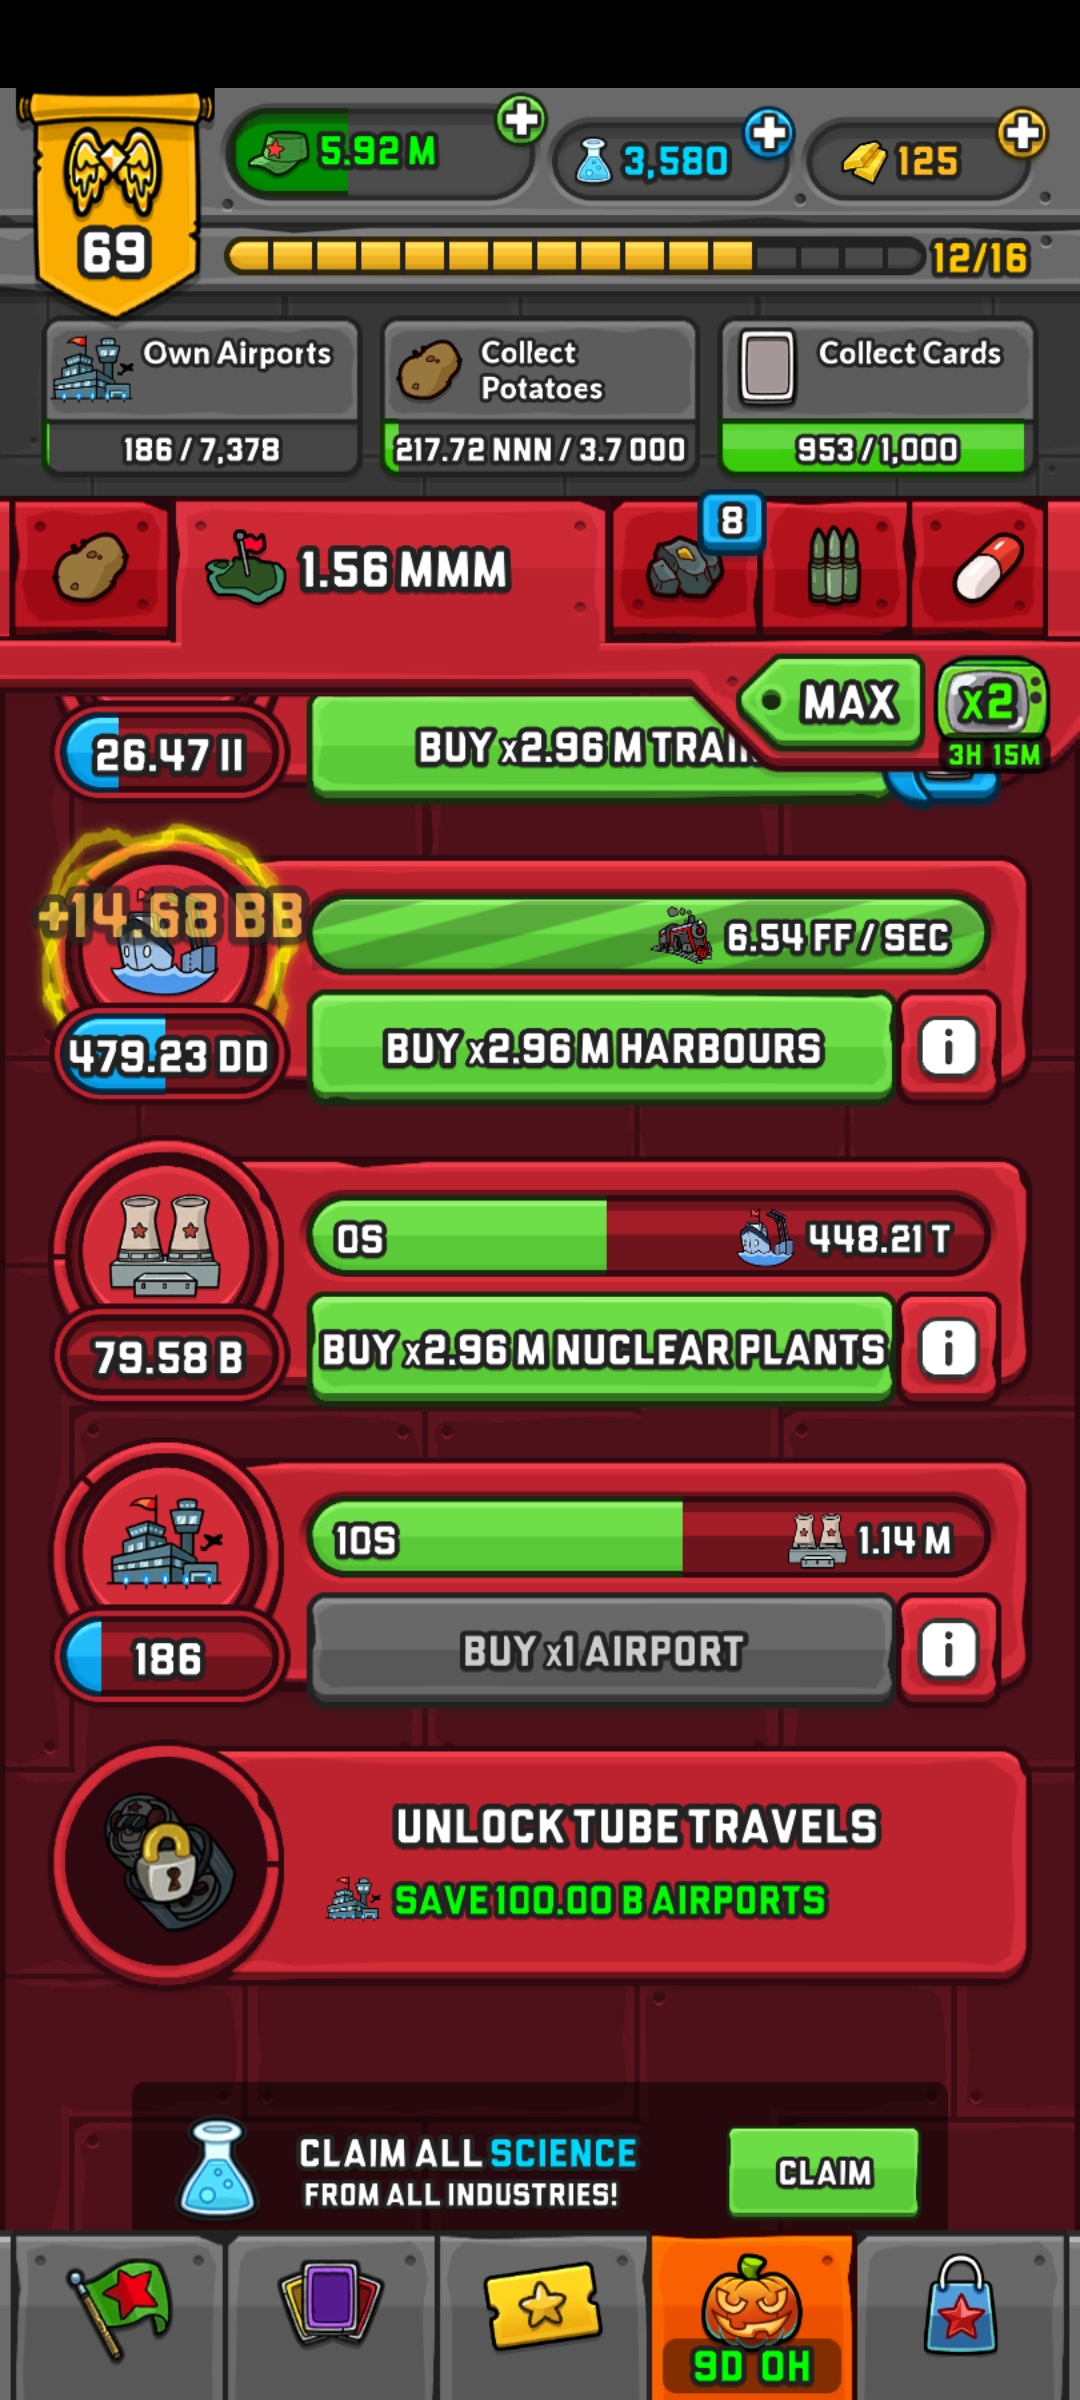 69
5.92 M
3,580
125
12/16
Own Airports
186 / 7,378
Collect
Potatoes
217.72 NNN / 3.7 OOO
Collect Cards
953 / 1,000
1.56 MMM
8
MAX
x2
3H 15M
26.47 II
BUY x2.96 M
+14.68 BB
6.54 FF / SEC
479.23 DD
BUY x2.96 M HARBOURS
i
0S
448.21 T
79.58 B
BUY x2.96 M NUCLEAR PLANTS
i
10S
1.14 M
186
BUY x1 AIRPORT
i
UNLOCK TUBE TRAVELS
SAVE 100.00 B AIRPORTS
CLAIM ALL SCIENCE
FROM ALL INDUSTRIES!
CLAIM
9D 0H